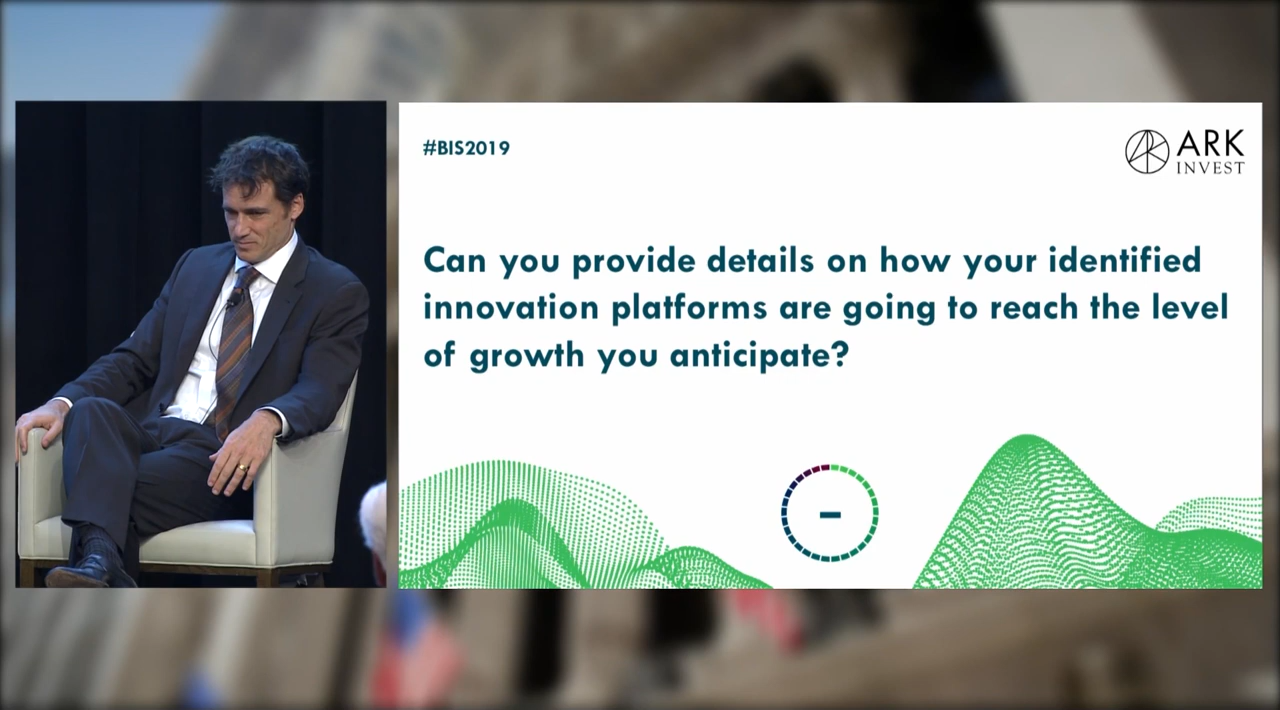 #BIS2019
ARK
INVEST
Can you provide details on how your identified
innovation platforms are going to reach the level
of growth you anticipate?